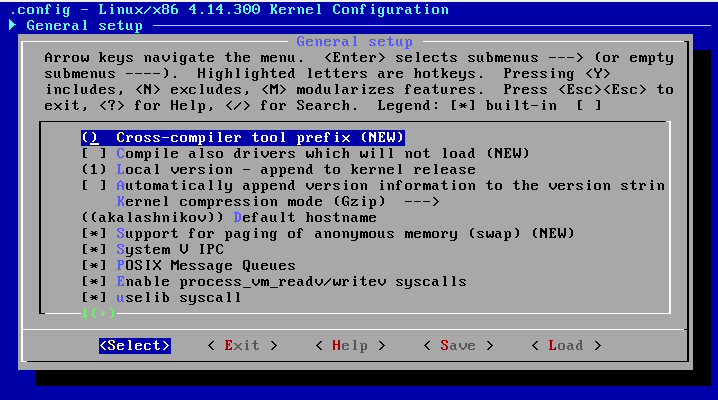 .config - Linux/x86 4.14.300 Kernel Configuration
► General setup
General setup
Arrow keys navigate the menu.  <Enter> selects submenus ---> (or empty
submenus ----).  Highlighted letters are hotkeys.  Pressing <Y>
includes, <N> excludes, <M> modularizes features.  Press <Esc><Esc> to
exit, <?> for Help, </> for Search.  Legend: [*] built-in  [ ]
()  Cross-compiler tool prefix (NEW)
[ ] Compile also drivers which will not load (NEW)
(1) Local version - append to kernel release
[ ] Automatically append version information to the version strin
Kernel compression mode (Gzip)  --->
((akalashnikov)) Default hostname
[*] Support for paging of anonymous memory (swap) (NEW)
[*] System V IPC
[*] POSIX Message Queues
[*] Enable process_vm_readv/writev syscalls
[*] uselib syscall
↓(+)
<Select>    < Exit >    < Help >    < Save >    < Load >